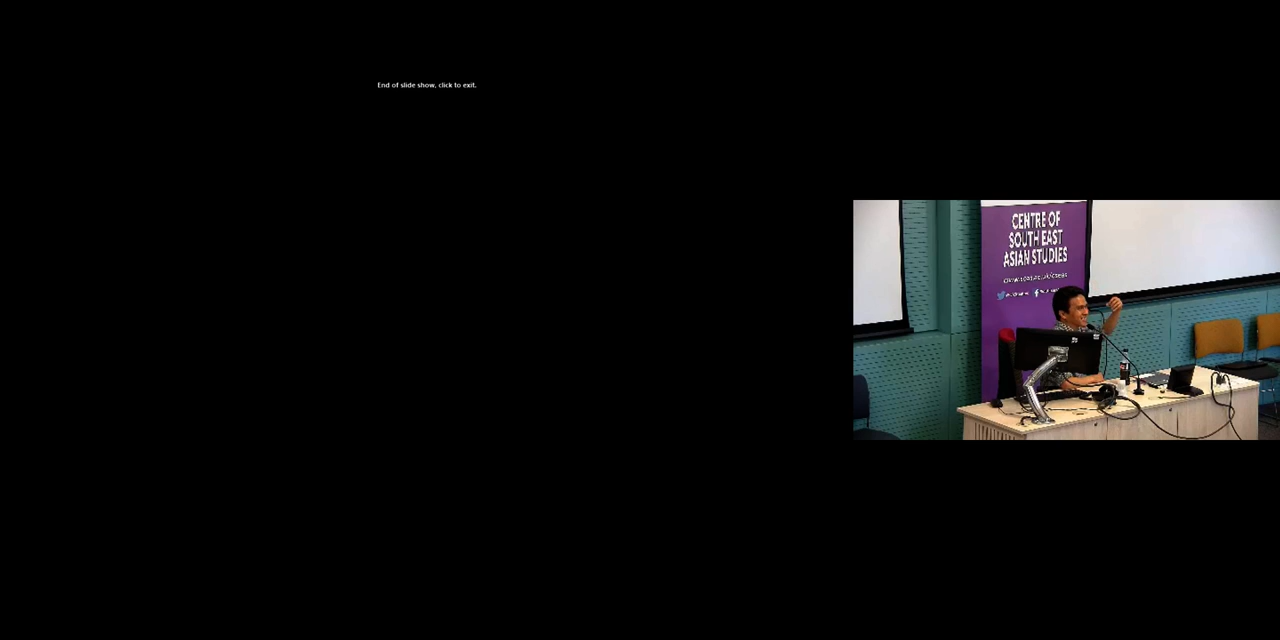 End of slide show, click to exit.
CENTRE OF
SOUTH EAST
ASIAN STUDIES